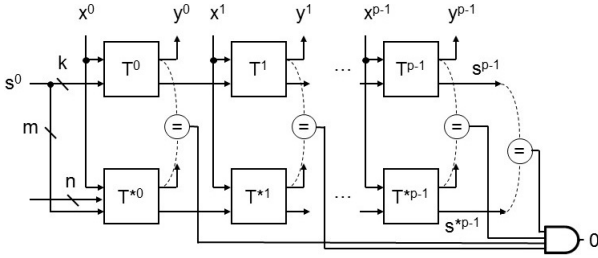 x⁰ y⁰ x¹ y¹ xᵖ⁻¹ yᵖ⁻¹
T⁰ T¹ ... Tᵖ⁻¹ sᵖ⁻¹
s⁰ k
m = = = =
n T*⁰ T*¹ ... T*ᵖ⁻¹
s*ᵖ⁻¹
0